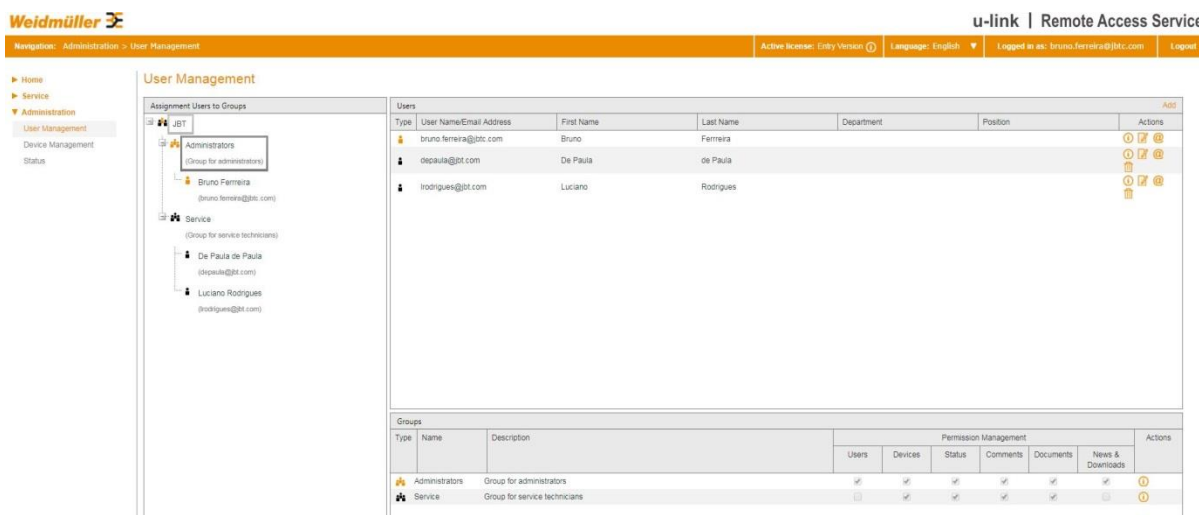 Weidmüller
u-link | Remote Access Service
Navigation: Administration > User Management
Active license: Entry Version
Language: English
Logged in as: bruno.ferreira@jbtc.com
Logout
Home
Service
Administration
User Management
Device Management
Status
User Management
Assignment Users to Groups
JBT
Administrators
(Group for administrators)
Bruno Ferrreira
(bruno.ferreira@jbtc.com)
Service
(Group for service technicians)
De Paula de Paula
(depaula@jbt.com)
Luciano Rodrigues
(lrodrigues@jbt.com)
Users Add
Type User Name/Email Address First Name Last Name Department Position Actions
bruno.ferreira@jbtc.com Bruno Ferrreira
depaula@jbt.com De Paula de Paula
lrodrigues@jbt.com Luciano Rodrigues
Groups
Type Name Description Permission Management Actions
Users Devices Status Comments Documents News & Downloads
Administrators Group for administrators
Service Group for service technicians